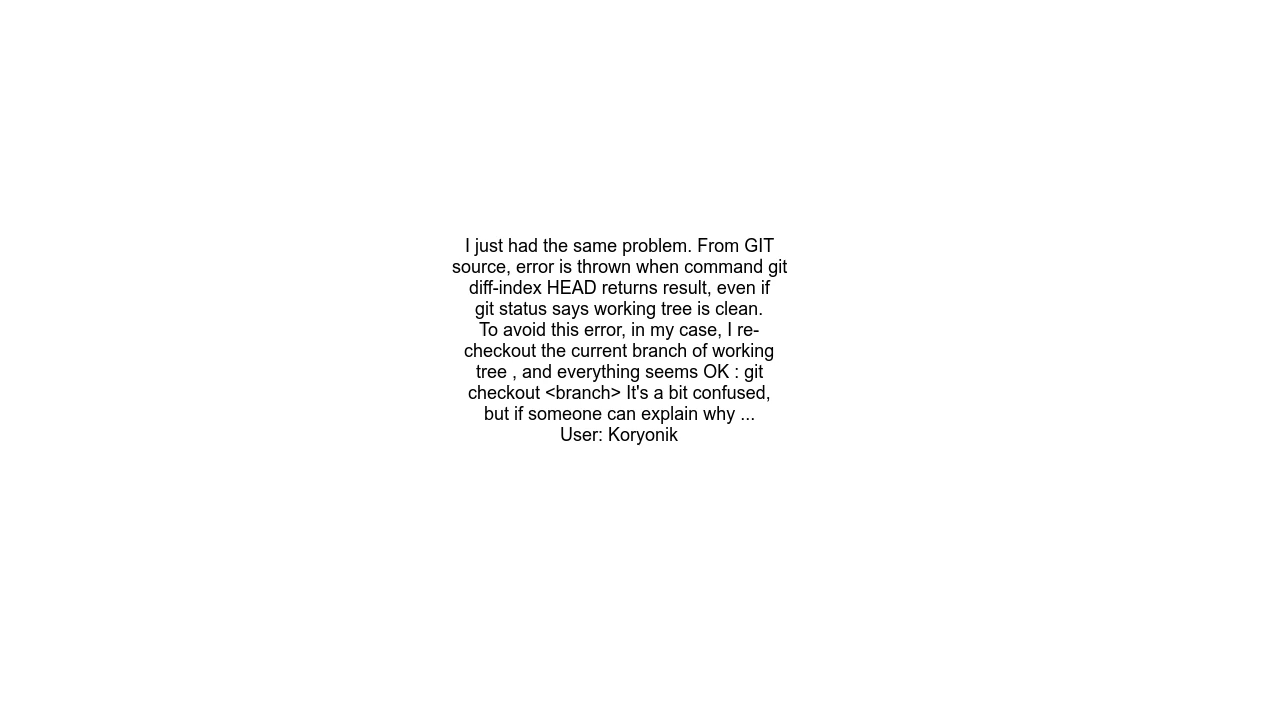 I just had the same problem. From GIT
source, error is thrown when command git
diff-index HEAD returns result, even if
git status says working tree is clean.
To avoid this error, in my case, I re-
checkout the current branch of working
tree , and everything seems OK : git
checkout <branch> It's a bit confused,
but if someone can explain why ...
User: Koryonik